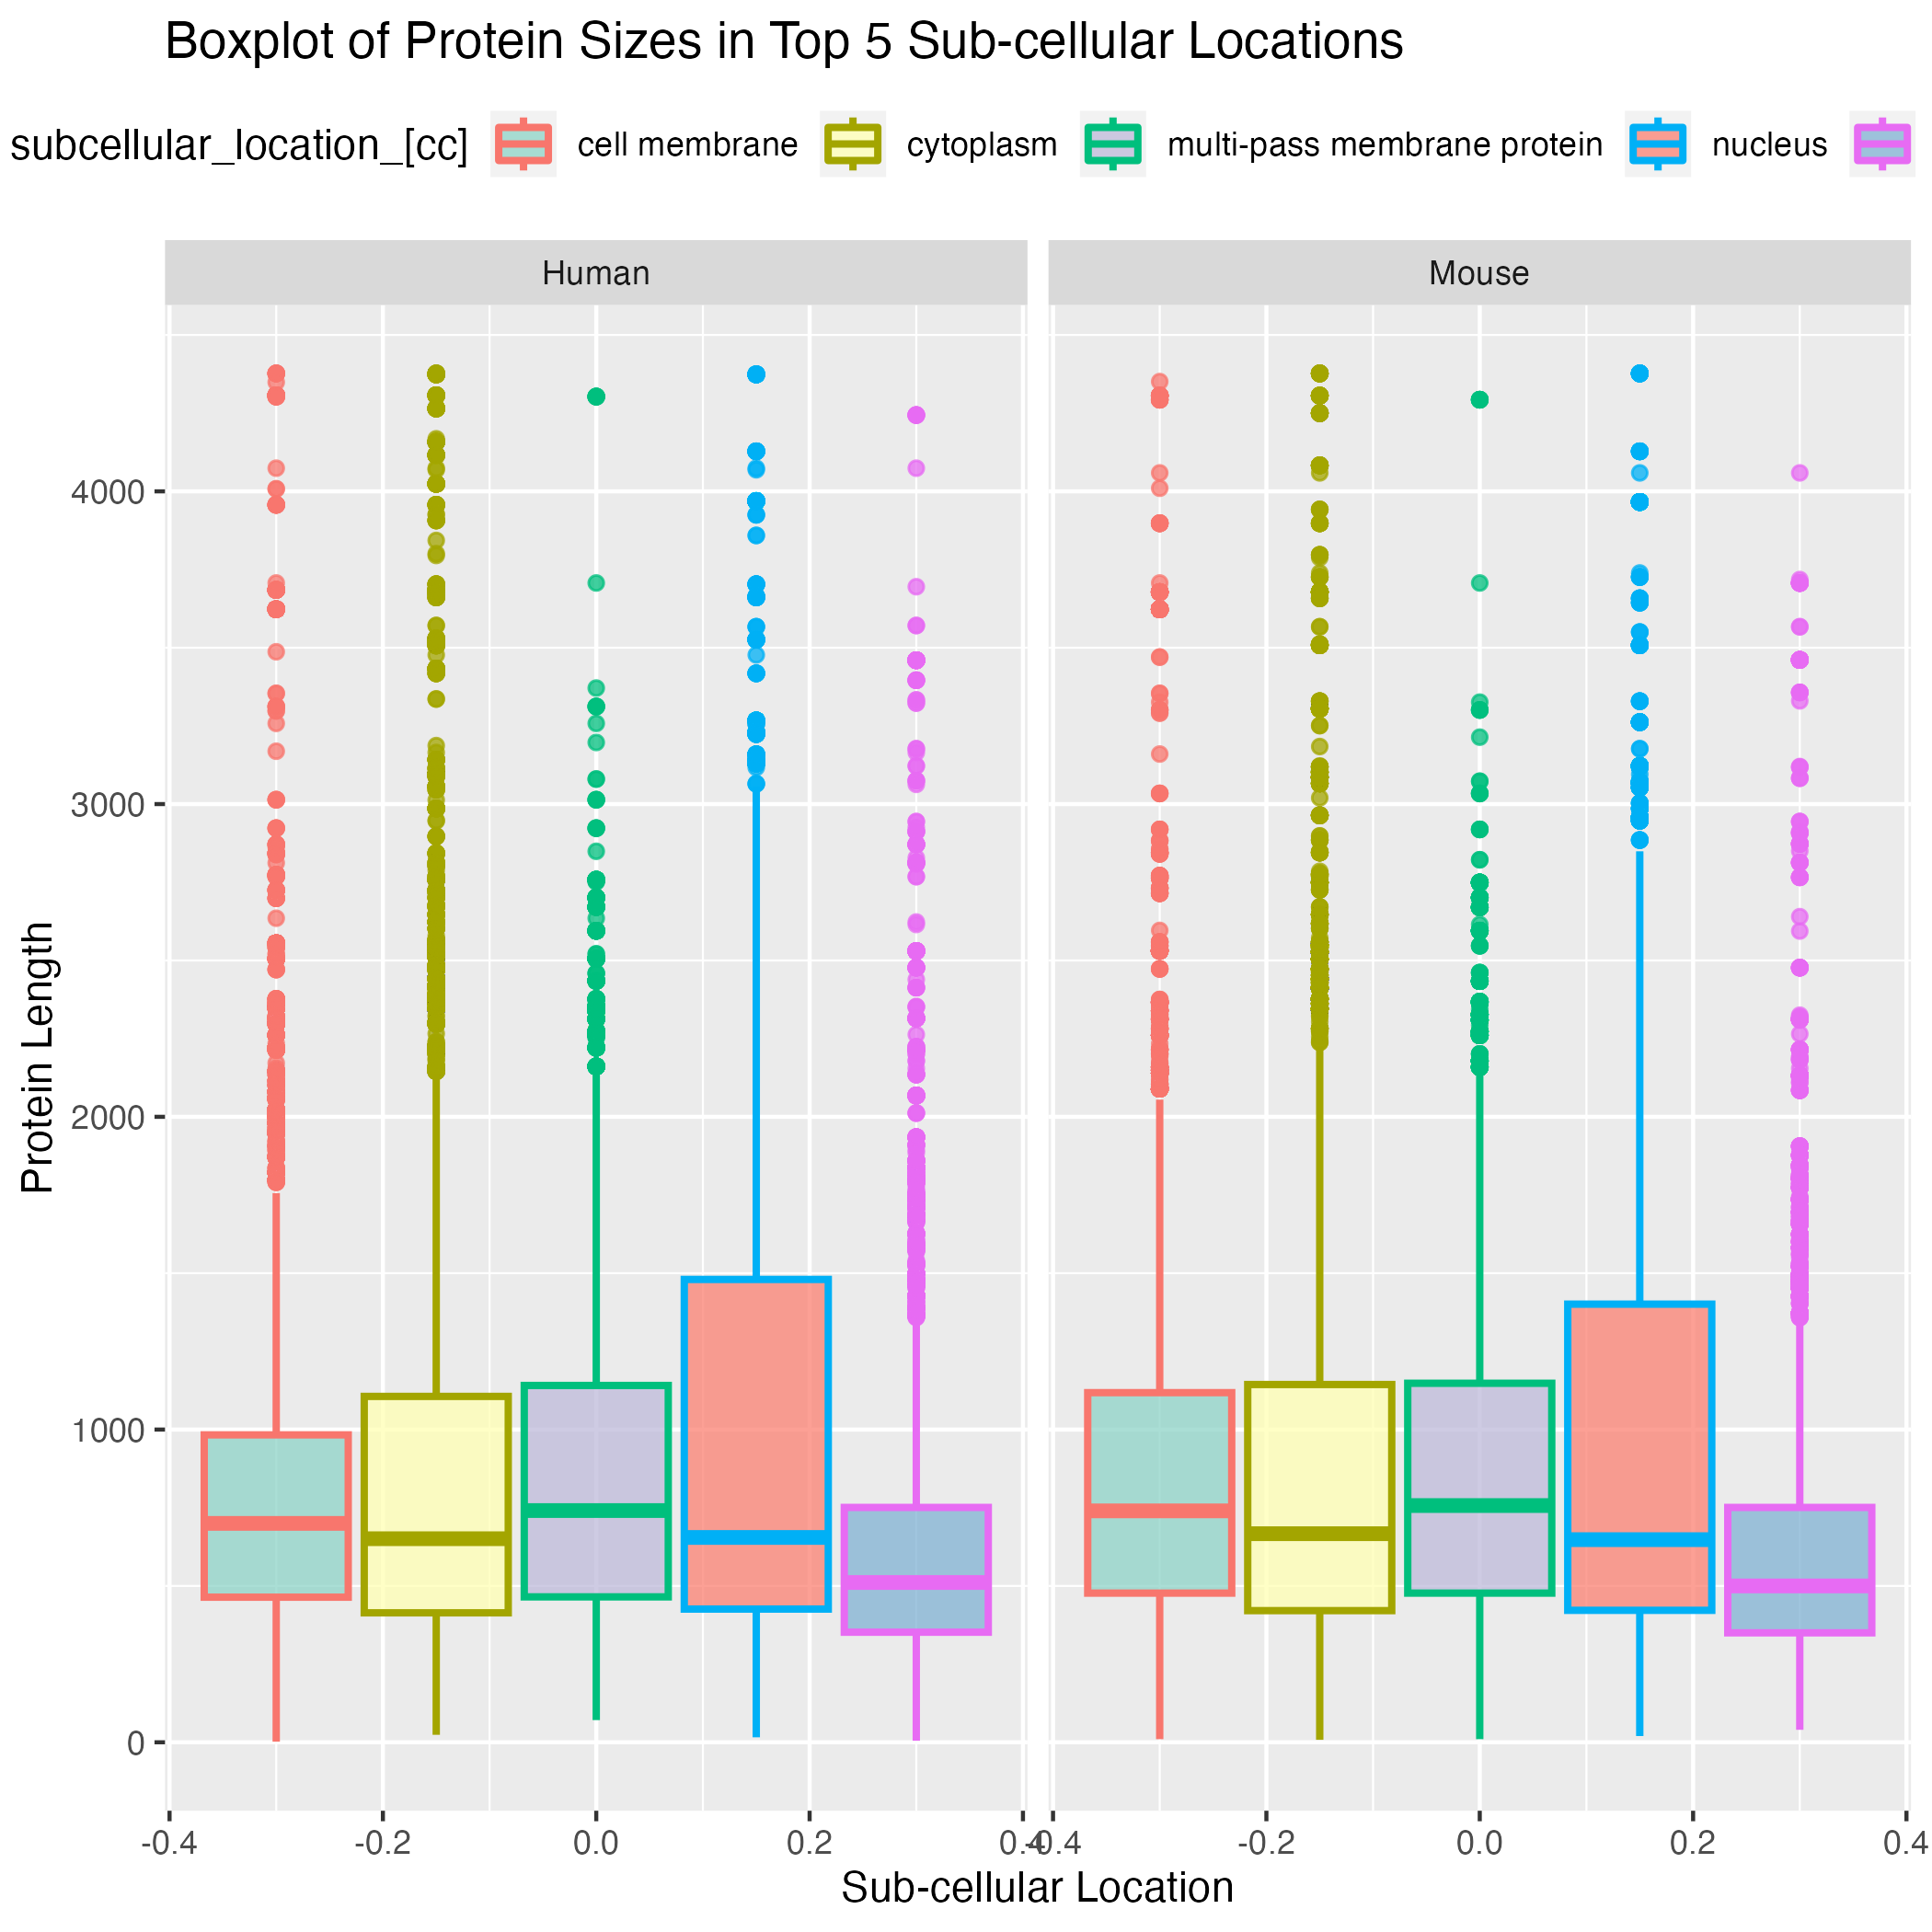 Boxplot of Protein Sizes in Top 5 Sub-cellular Locations
subcellular_location_[cc] cell membrane cytoplasm multi-pass membrane protein nucleus
Human Mouse
4000
3000
2000
1000
0
Protein Length
-0.4 -0.2 0.0 0.2 0.4 -0.4 -0.2 0.0 0.2 0.4
Sub-cellular Location